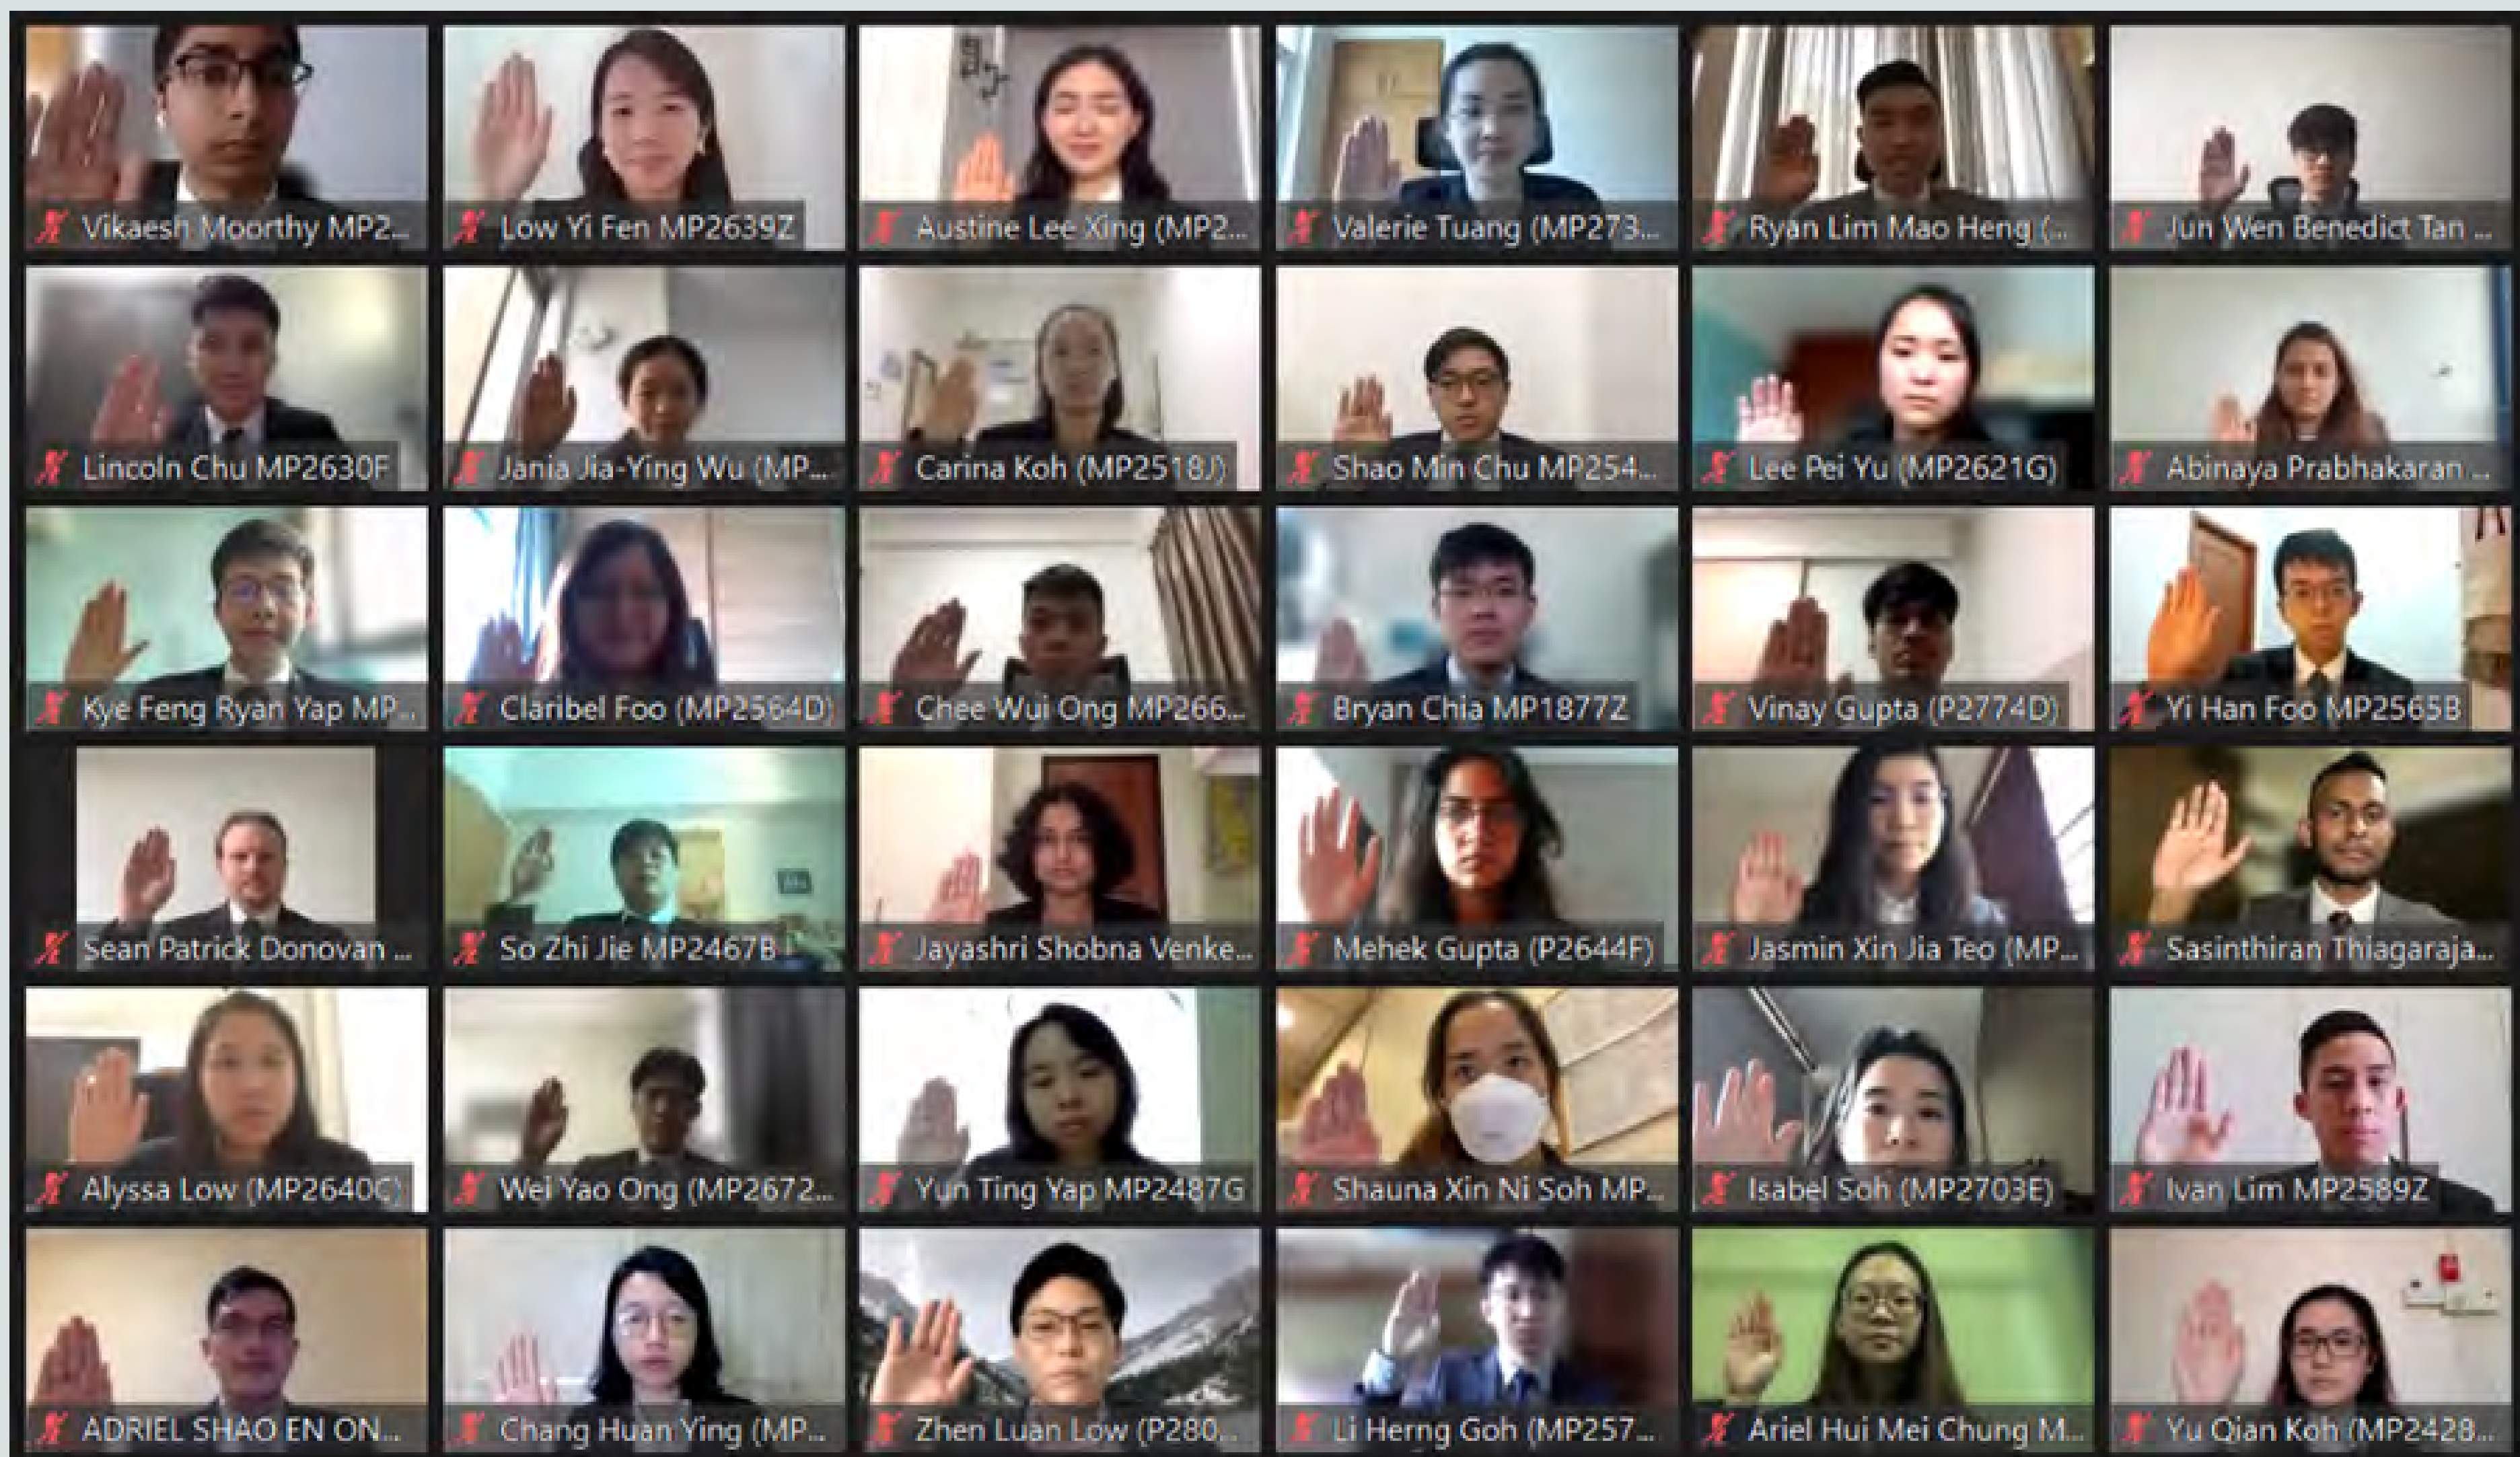 Vikaesh Moorthy MP2...
Low Yi Fen MP2639Z
Austine Lee Xing (MP2...
Valerie Tuang (MP273...
Ryan Lim Mao Heng (...
Jun Wen Benedict Tan ...
Lincoln Chu MP2630F
Jania Jia-Ying Wu (MP...
Carina Koh (MP2518J)
Shao Min Chu MP254...
Lee Pei Yu (MP2621G)
Abinaya Prabhakaran ...
Kye Feng Ryan Yap MP...
Claribel Foo (MP2564D)
Chee Wui Ong MP266...
Bryan Chia MP1877Z
Vinay Gupta (P2774D)
Yi Han Foo MP2565B
Sean Patrick Donovan ...
So Zhi Jie MP2467B
Jayashri Shobna Venke...
Mehek Gupta (P2644F)
Jasmin Xin Jia Teo (MP...
Sasinthiran Thiagaraja...
Alyssa Low (MP2640C)
Wei Yao Ong (MP2672...
Yun Ting Yap MP2487G
Shauna Xin Ni Soh MP...
Isabel Soh (MP2703E)
Ivan Lim MP2589Z
ADRIEL SHAO EN ON...
Chang Huan Ying (MP...
Zhen Luan Low (P280...
Li Herng Goh (MP257...
Ariel Hui Mei Chung M...
Yu Qian Koh (MP2428...